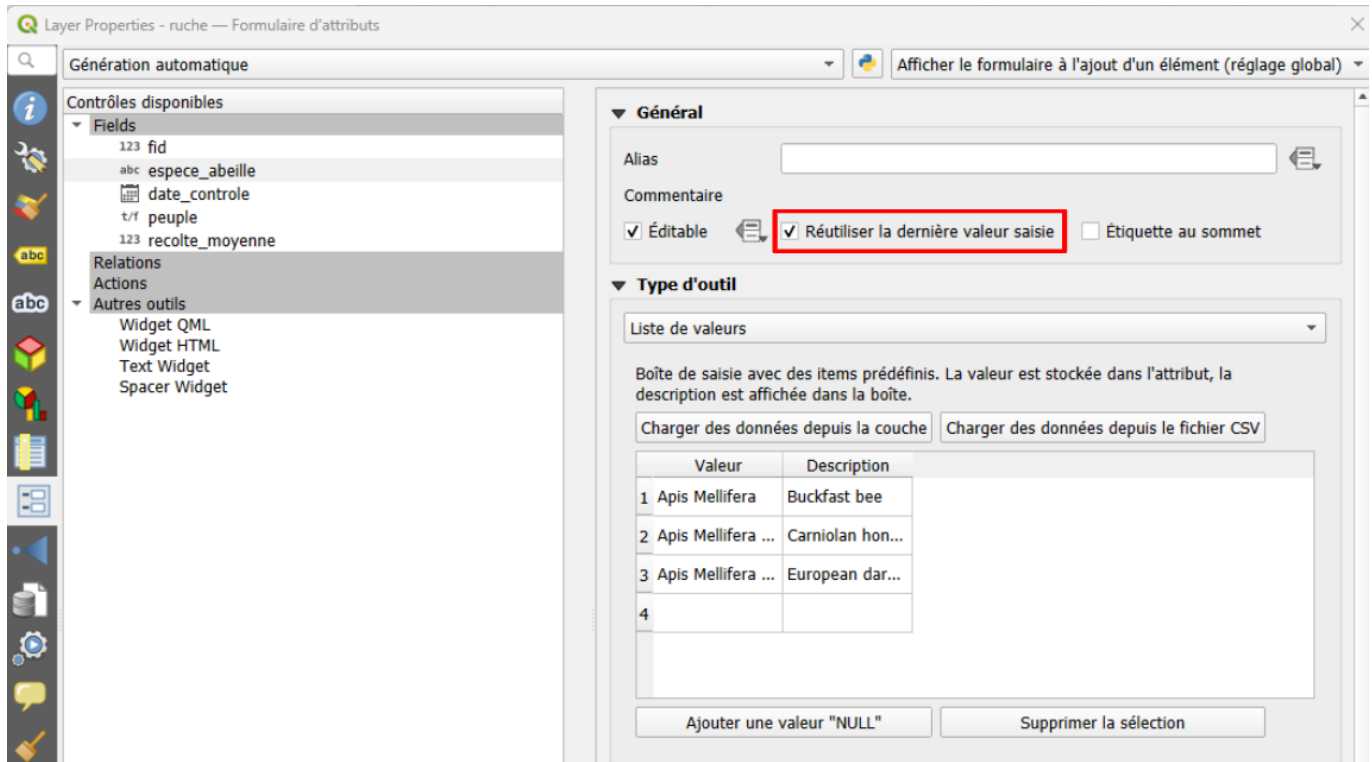 Layer Properties - ruche — Formulaire d'attributs
Génération automatique
Afficher le formulaire à l'ajout d'un élément (réglage global)
Contrôles disponibles
Fields
123 fid
abc espece_abeille
date_controle
t/f peuple
123 recolte_moyenne
Relations
Actions
Autres outils
Widget QML
Widget HTML
Text Widget
Spacer Widget
abc
abc
Général
Alias
Commentaire
Éditable
Réutiliser la dernière valeur saisie
Étiquette au sommet
Type d'outil
Liste de valeurs
Boîte de saisie avec des items prédéfinis. La valeur est stockée dans l'attribut, la
description est affichée dans la boîte.
Charger des données depuis la couche Charger des données depuis le fichier CSV
Valeur Description
1 Apis Mellifera Buckfast bee
2 Apis Mellifera ... Carniolan hon...
3 Apis Mellifera ... European dar...
4
Ajouter une valeur "NULL" Supprimer la sélection